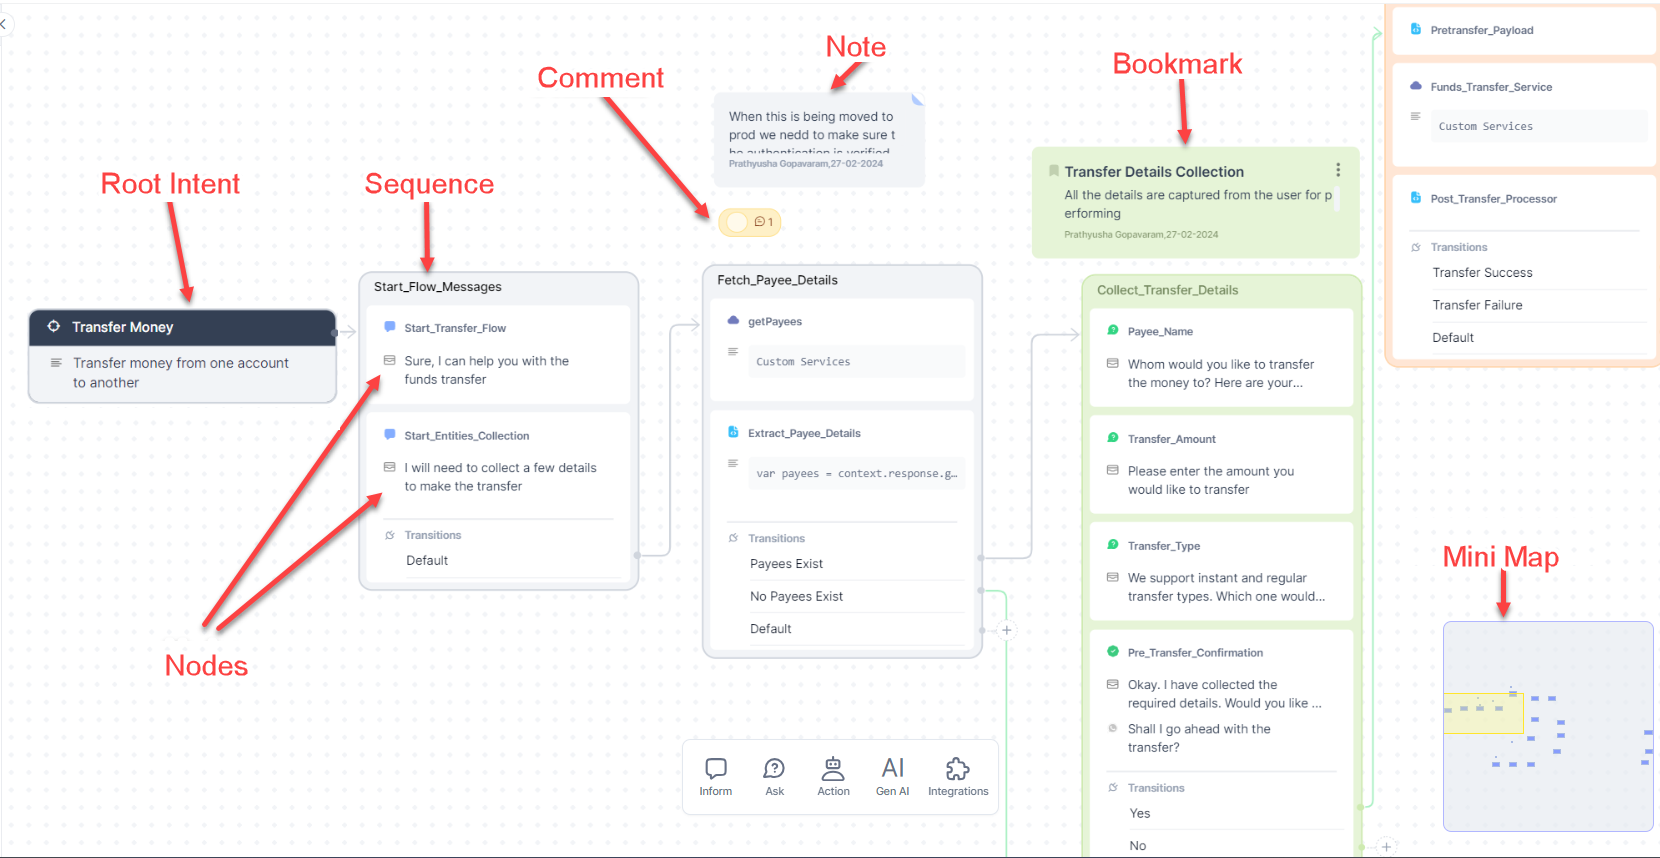 Note
Comment
Bookmark
Root Intent
Sequence
When this is being moved to
prod we nedd to make sure t
he authentication is verified
Prathyusha Gopavaram,27-02-2024
1
Transfer Details Collection
All the details are captured from the user for p
erforming
Prathyusha Gopavaram,27-02-2024
Transfer Money
Transfer money from one account
to another
Start_Flow_Messages
Start_Transfer_Flow
Sure, I can help you with the
funds transfer
Start_Entities_Collection
I will need to collect a few details
to make the transfer
Transitions
Default
Nodes
Fetch_Payee_Details
getPayees
Custom Services
Extract_Payee_Details
var payees = context.response.g…
Transitions
Payees Exist
No Payees Exist
Default
Collect_Transfer_Details
Payee_Name
Whom would you like to transfer
the money to? Here are your...
Transfer_Amount
Please enter the amount you
would like to transfer
Transfer_Type
We support instant and regular
transfer types. Which one would...
Pre_Transfer_Confirmation
Okay. I have collected the
required details. Would you like ...
Shall I go ahead with the
transfer?
Transitions
Yes
No
Pretransfer_Payload
Funds_Transfer_Service
Custom Services
Post_Transfer_Processor
Transitions
Transfer Success
Transfer Failure
Default
Mini Map
Inform
Ask
Action
AI
Gen AI
Integrations